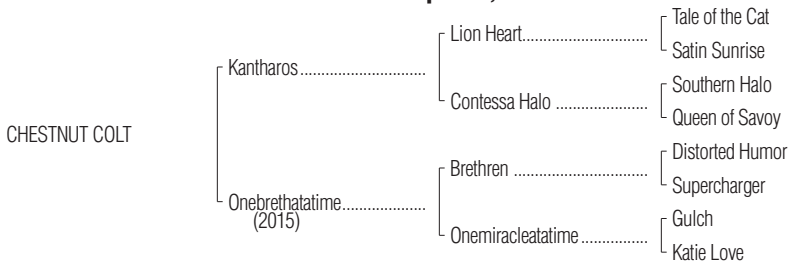 Tale of the Cat
Lion Heart..............................
Satin Sunrise
Kantharos..............................
Southern Halo
Contessa Halo ......................
Queen of Savoy
CHESTNUT COLT
Distorted Humor
Brethren ................................
Supercharger
Onebrethatatime....................
(2015)
Gulch
Onemiracleatatime................
Katie Love